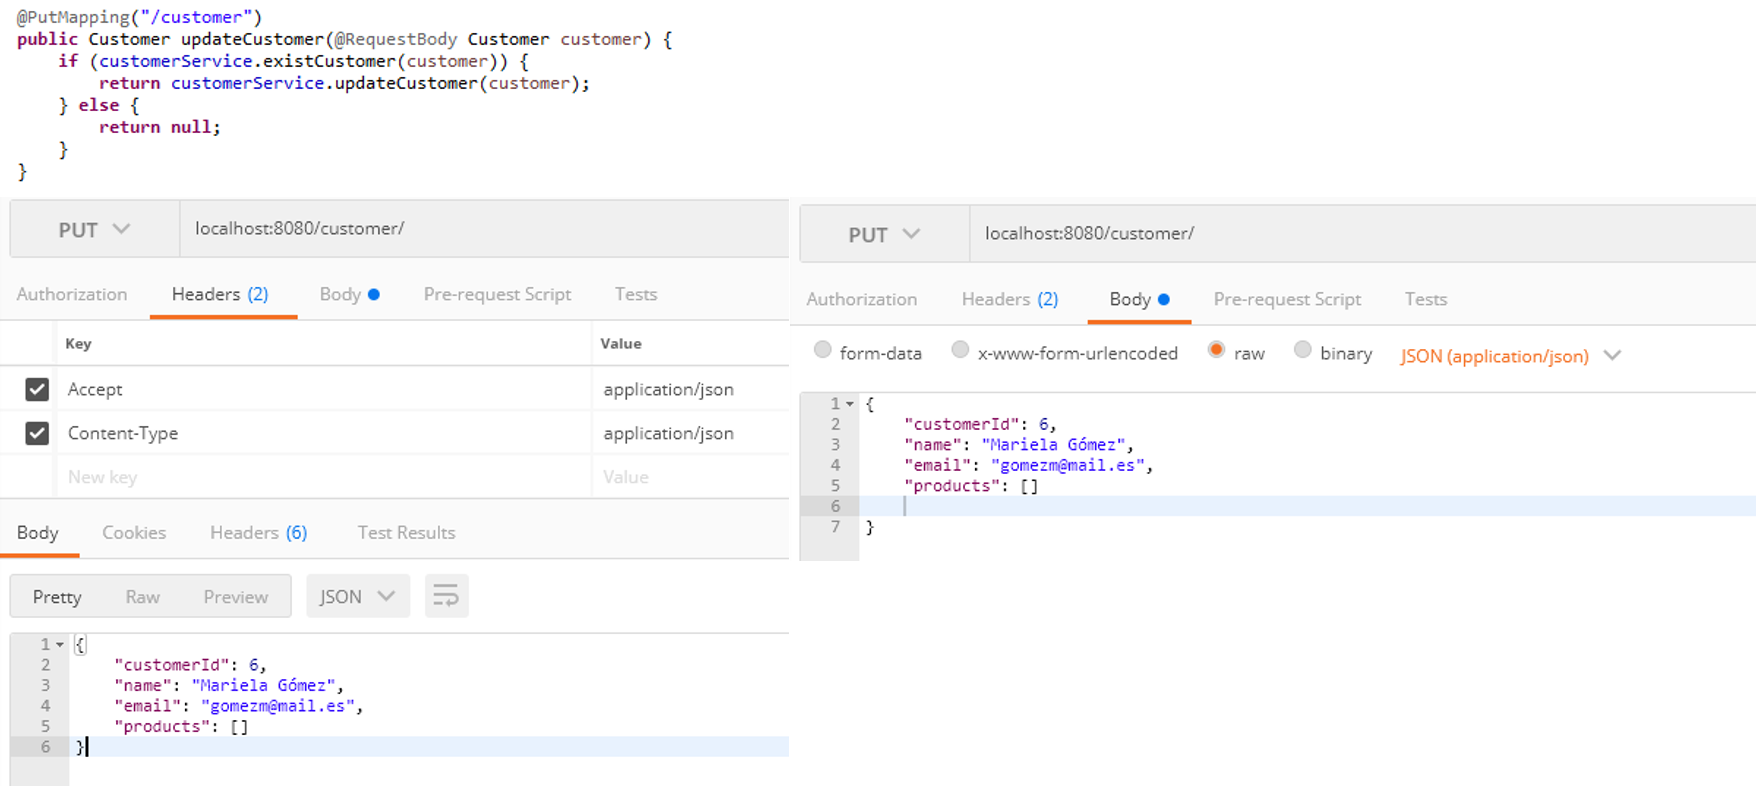 @PutMapping("/customer")
public Customer updateCustomer(@RequestBody Customer customer) {
    if (customerService.existCustomer(customer)) {
        return customerService.updateCustomer(customer);
    } else {
        return null;
    }
}
PUT localhost:8080/customer/
Authorization Headers (2) Body Pre-request Script Tests
Key Value
Accept application/json
Content-Type application/json
New key Value
Body Cookies Headers (6) Test Results
Pretty Raw Preview JSON
1 {
2     "customerId": 6,
3     "name": "Mariela Gómez",
4     "email": "gomezm@mail.es",
5     "products": []
6 }
PUT localhost:8080/customer/
Authorization Headers (2) Body Pre-request Script Tests
form-data x-www-form-urlencoded raw binary JSON (application/json)
1 {
2     "customerId": 6,
3     "name": "Mariela Gómez",
4     "email": "gomezm@mail.es",
5     "products": []
6
7 }